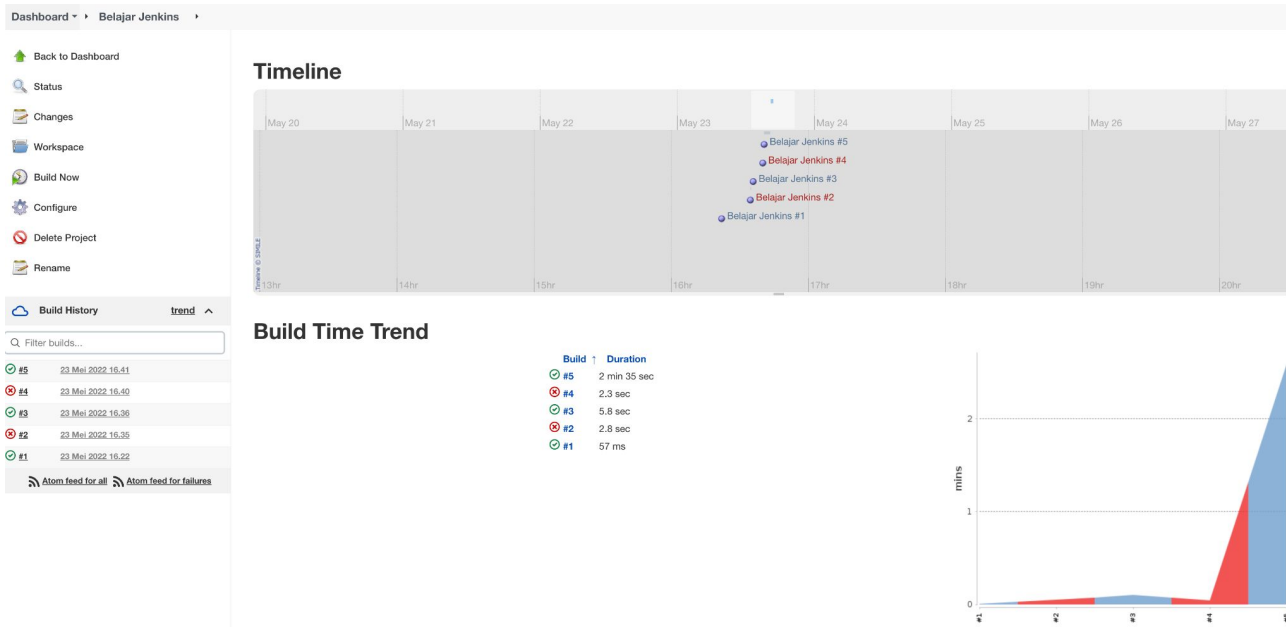 Dashboard Belajar Jenkins
Back to Dashboard
Status
Changes
Workspace
Build Now
Configure
Delete Project
Rename
Build History trend
Filter builds...
#5 23 Mei 2022 16.41
#4 23 Mei 2022 16.40
#3 23 Mei 2022 16.36
#2 23 Mei 2022 16.35
#1 23 Mei 2022 16.22
Atom feed for all Atom feed for failures
Timeline
May 20 May 21 May 22 May 23 May 24 May 25 May 26 May 27
Belajar Jenkins #5
Belajar Jenkins #4
Belajar Jenkins #3
Belajar Jenkins #2
Belajar Jenkins #1
Timeline © SIMILE
13hr 14hr 15hr 16hr 17hr 18hr 19hr 20hr
Build Time Trend
Build ↑ Duration
#5 2 min 35 sec
#4 2.3 sec
#3 5.8 sec
#2 2.8 sec
#1 57 ms
mins
2
1
0
#1 #2 #3 #4